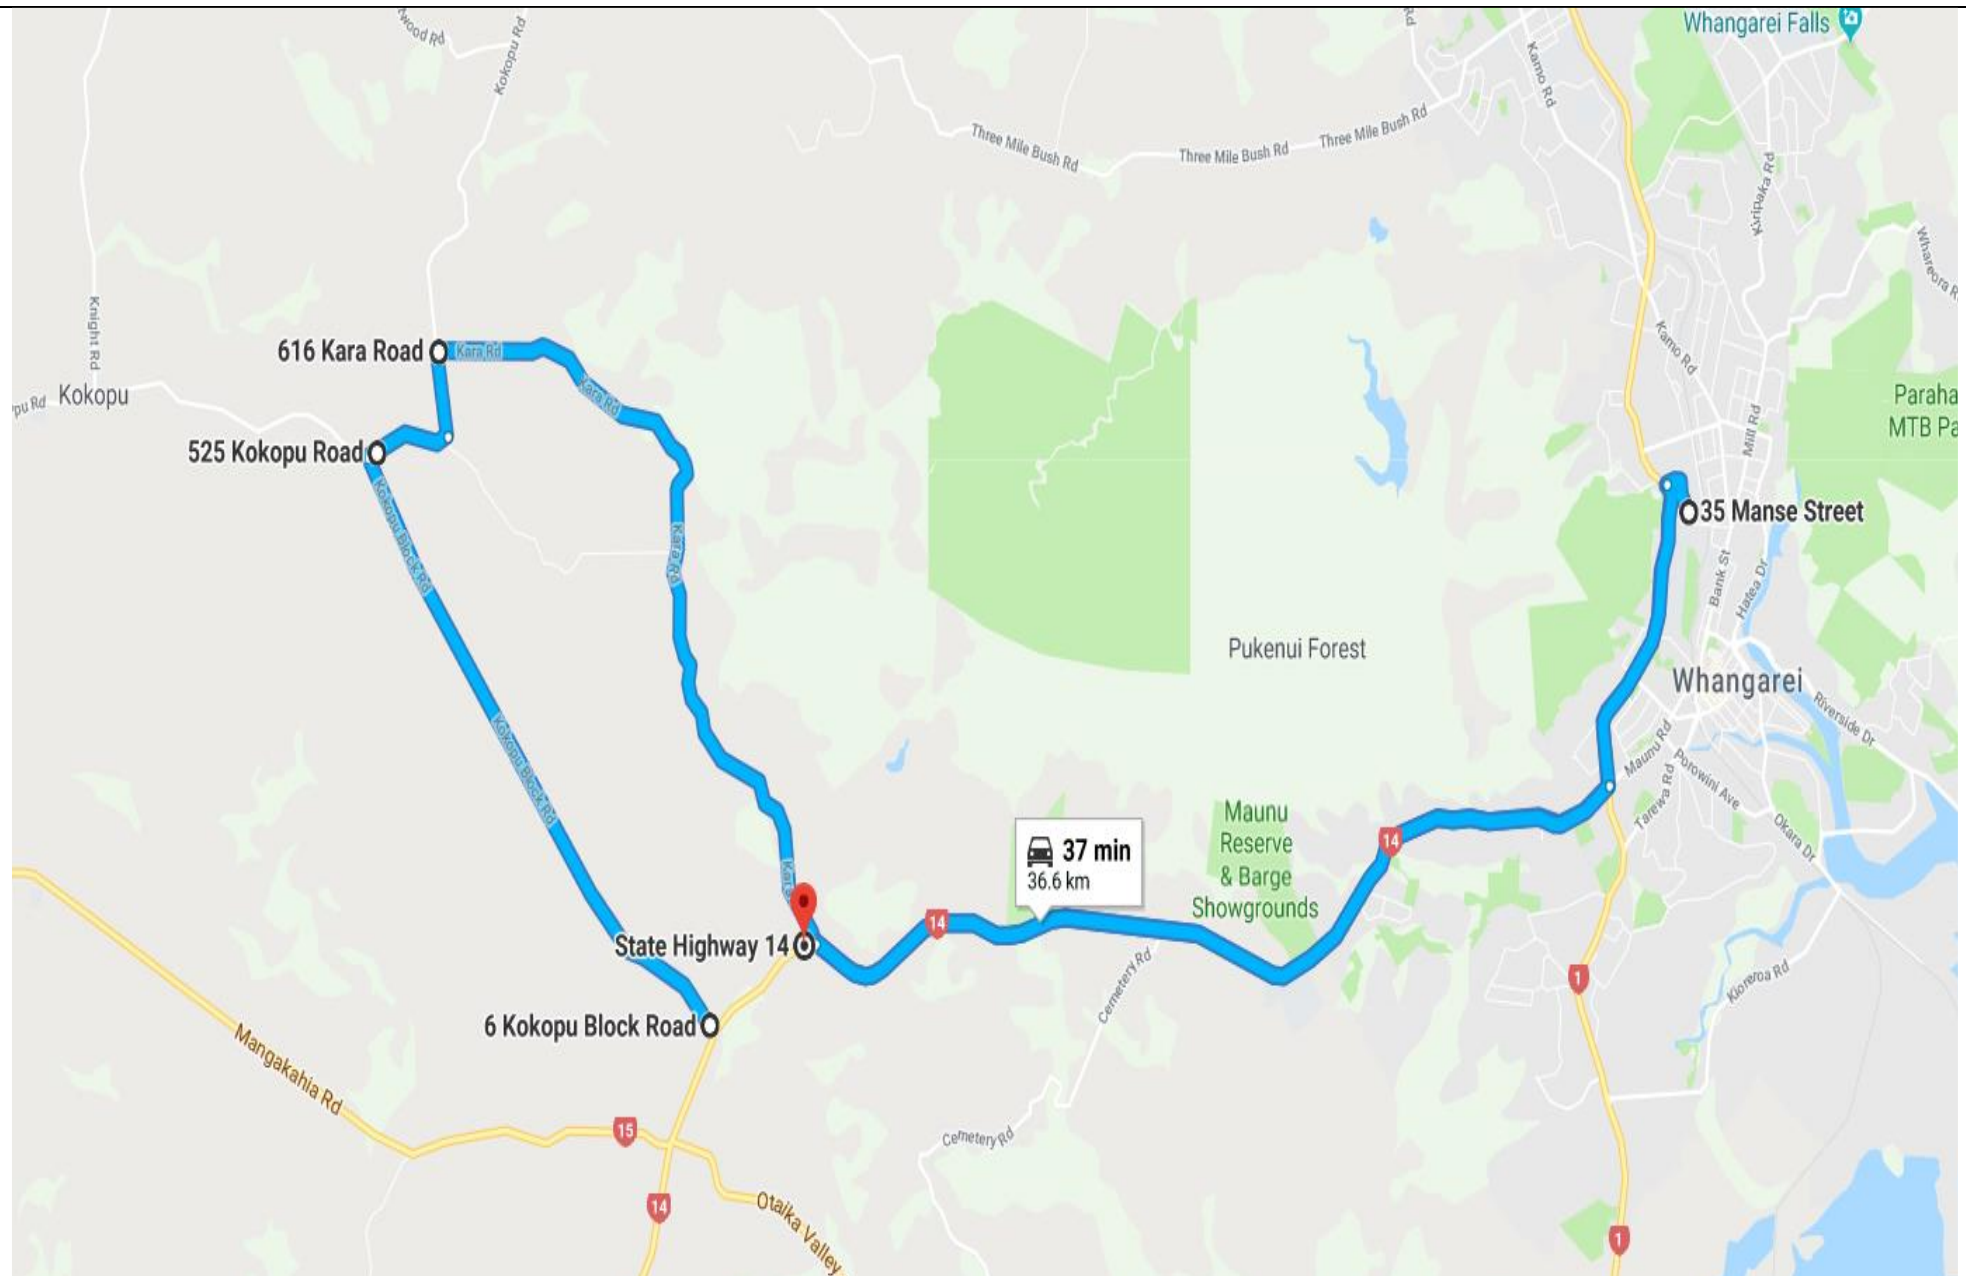 Whangarei Falls
Kokopu Rd
Kamo Rd
Three Mile Bush Rd
Three Mile Bush Rd
Three Mile Bush Rd
Rd
Knight Rd
616 Kara Road
Kara Rd
Kara Rd
Kamo Rd
Kokopu
525 Kokopu Road
Kokopu Block Rd
Kara Rd
Mill Rd
35 Manse Street
Bank St
Hatea Dr
Pukenui Forest
Whangarei
Riverside Dr
Maunu Rd
Porowini Ave
Tarewa Rd
Okara Dr
Kokopu Block Rd
Maunu
Reserve
& Barge
Showgrounds
14
37 min
36.6 km
14
State Highway 14
6 Kokopu Block Road
Cemetery Rd
Kioreroa Rd
1
Mangakahia Rd
15
Cemetery Rd
14
Otaika Valley
1